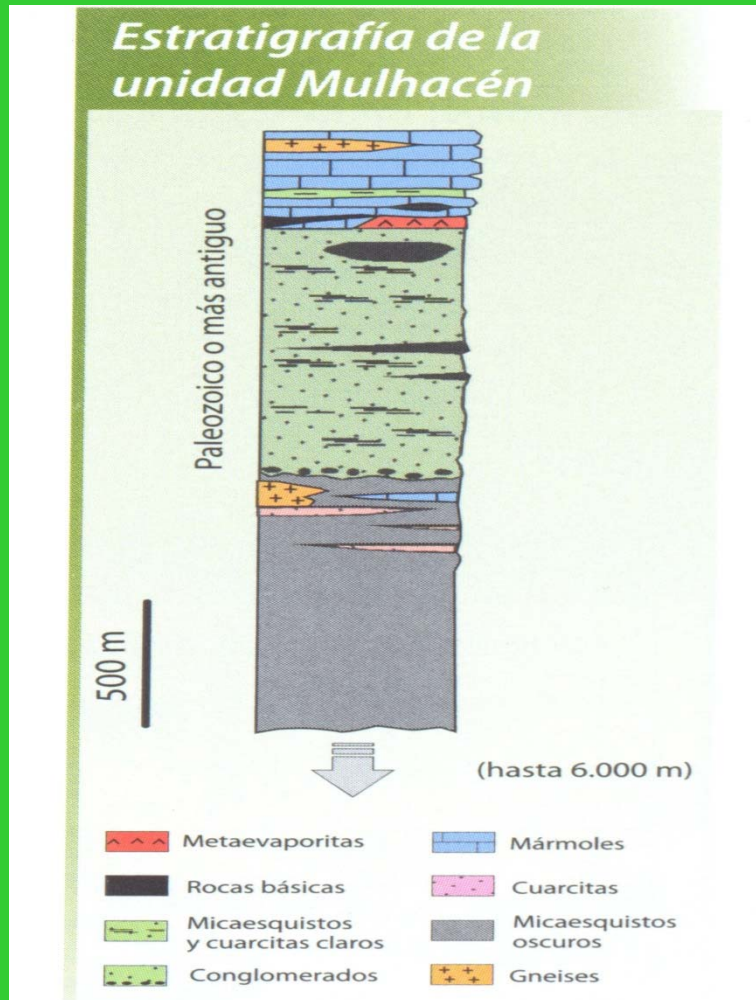 Estratigrafía de la
unidad Mulhacén
Paleozoico o más antiguo
500 m
(hasta 6.000 m)
Metaevaporitas
Mármoles
Rocas básicas
Cuarcitas
Micaesquistos
y cuarcitas claros
Micaesquistos
oscuros
Conglomerados
Gneises